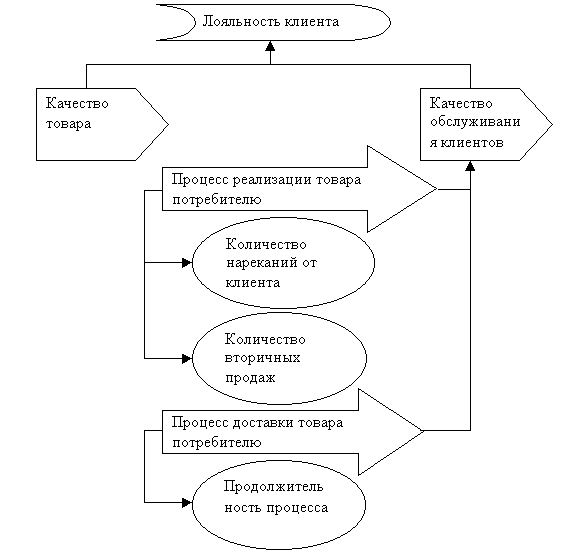 Лояльность клиента
Качество
товара
Качество
обслуживани
я клиентов
Процесс реализации товара
потребителю
Количество
нареканий от
клиента
Количество
вторичных
продаж
Процесс доставки товара
потребителю
Продолжитель
ность процесса